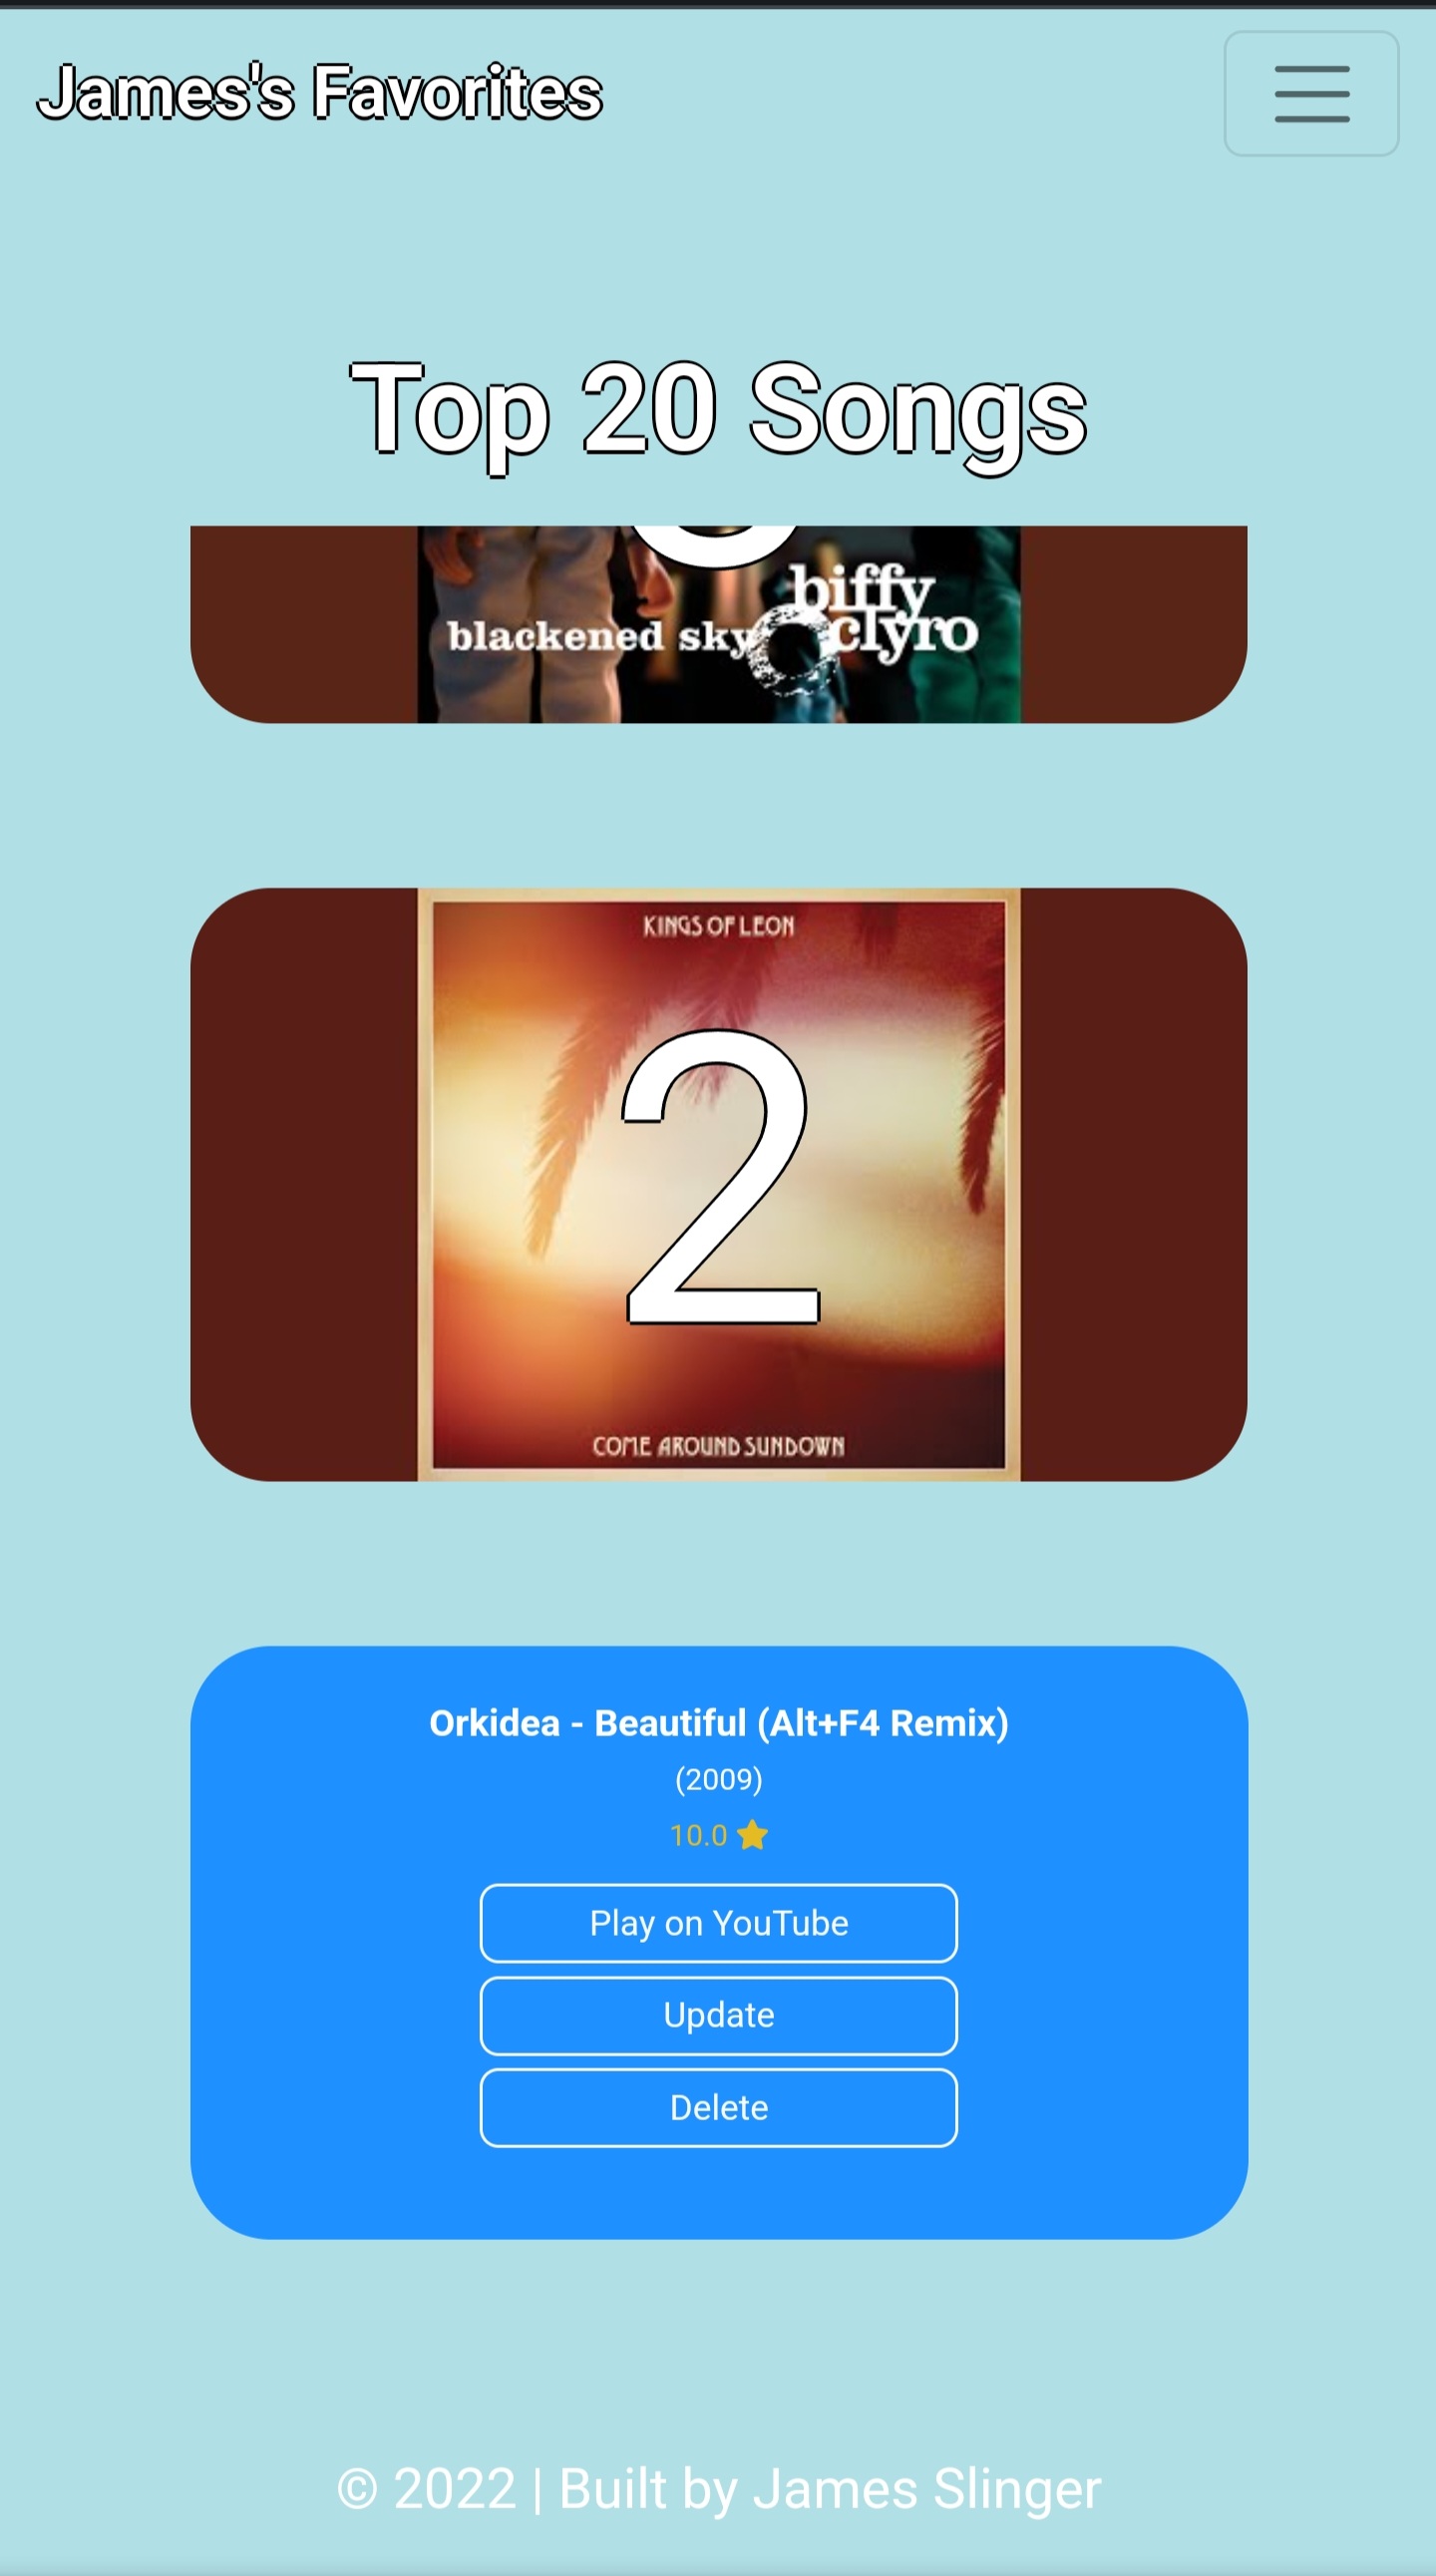 James's Favorites
Top 20 Songs
biffy
blackened sky clyro
KINGS OF LEON
2
COME AROUND SUNDOWN
Orkidea - Beautiful (Alt+F4 Remix)
(2009)
10.0
Play on YouTube
Update
Delete
© 2022 | Built by James Slinger